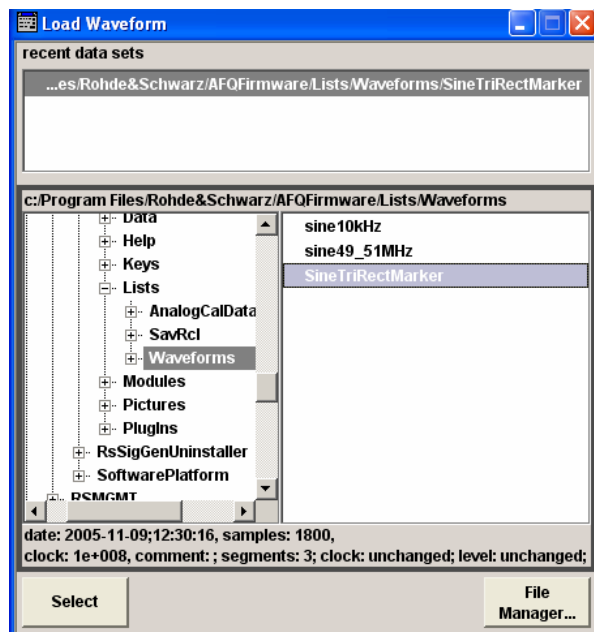 Load Waveform
recent data sets
...es/Rohde&Schwarz/AFQFirmware/Lists/Waveforms/SineTriRectMarker
c:/Program Files/Rohde&Schwarz/AFQFirmware/Lists/Waveforms
Data
Help
Keys
Lists
AnalogCalData
SavRcl
Waveforms
Modules
Pictures
PlugIns
RsSigGenUninstaller
SoftwarePlatform
RSMGMT
sine10kHz
sine49_51MHz
SineTriRectMarker
date: 2005-11-09;12:30:16, samples: 1800,
clock: 1e+008, comment: ; segments: 3; clock: unchanged; level: unchanged;
Select
File
Manager...